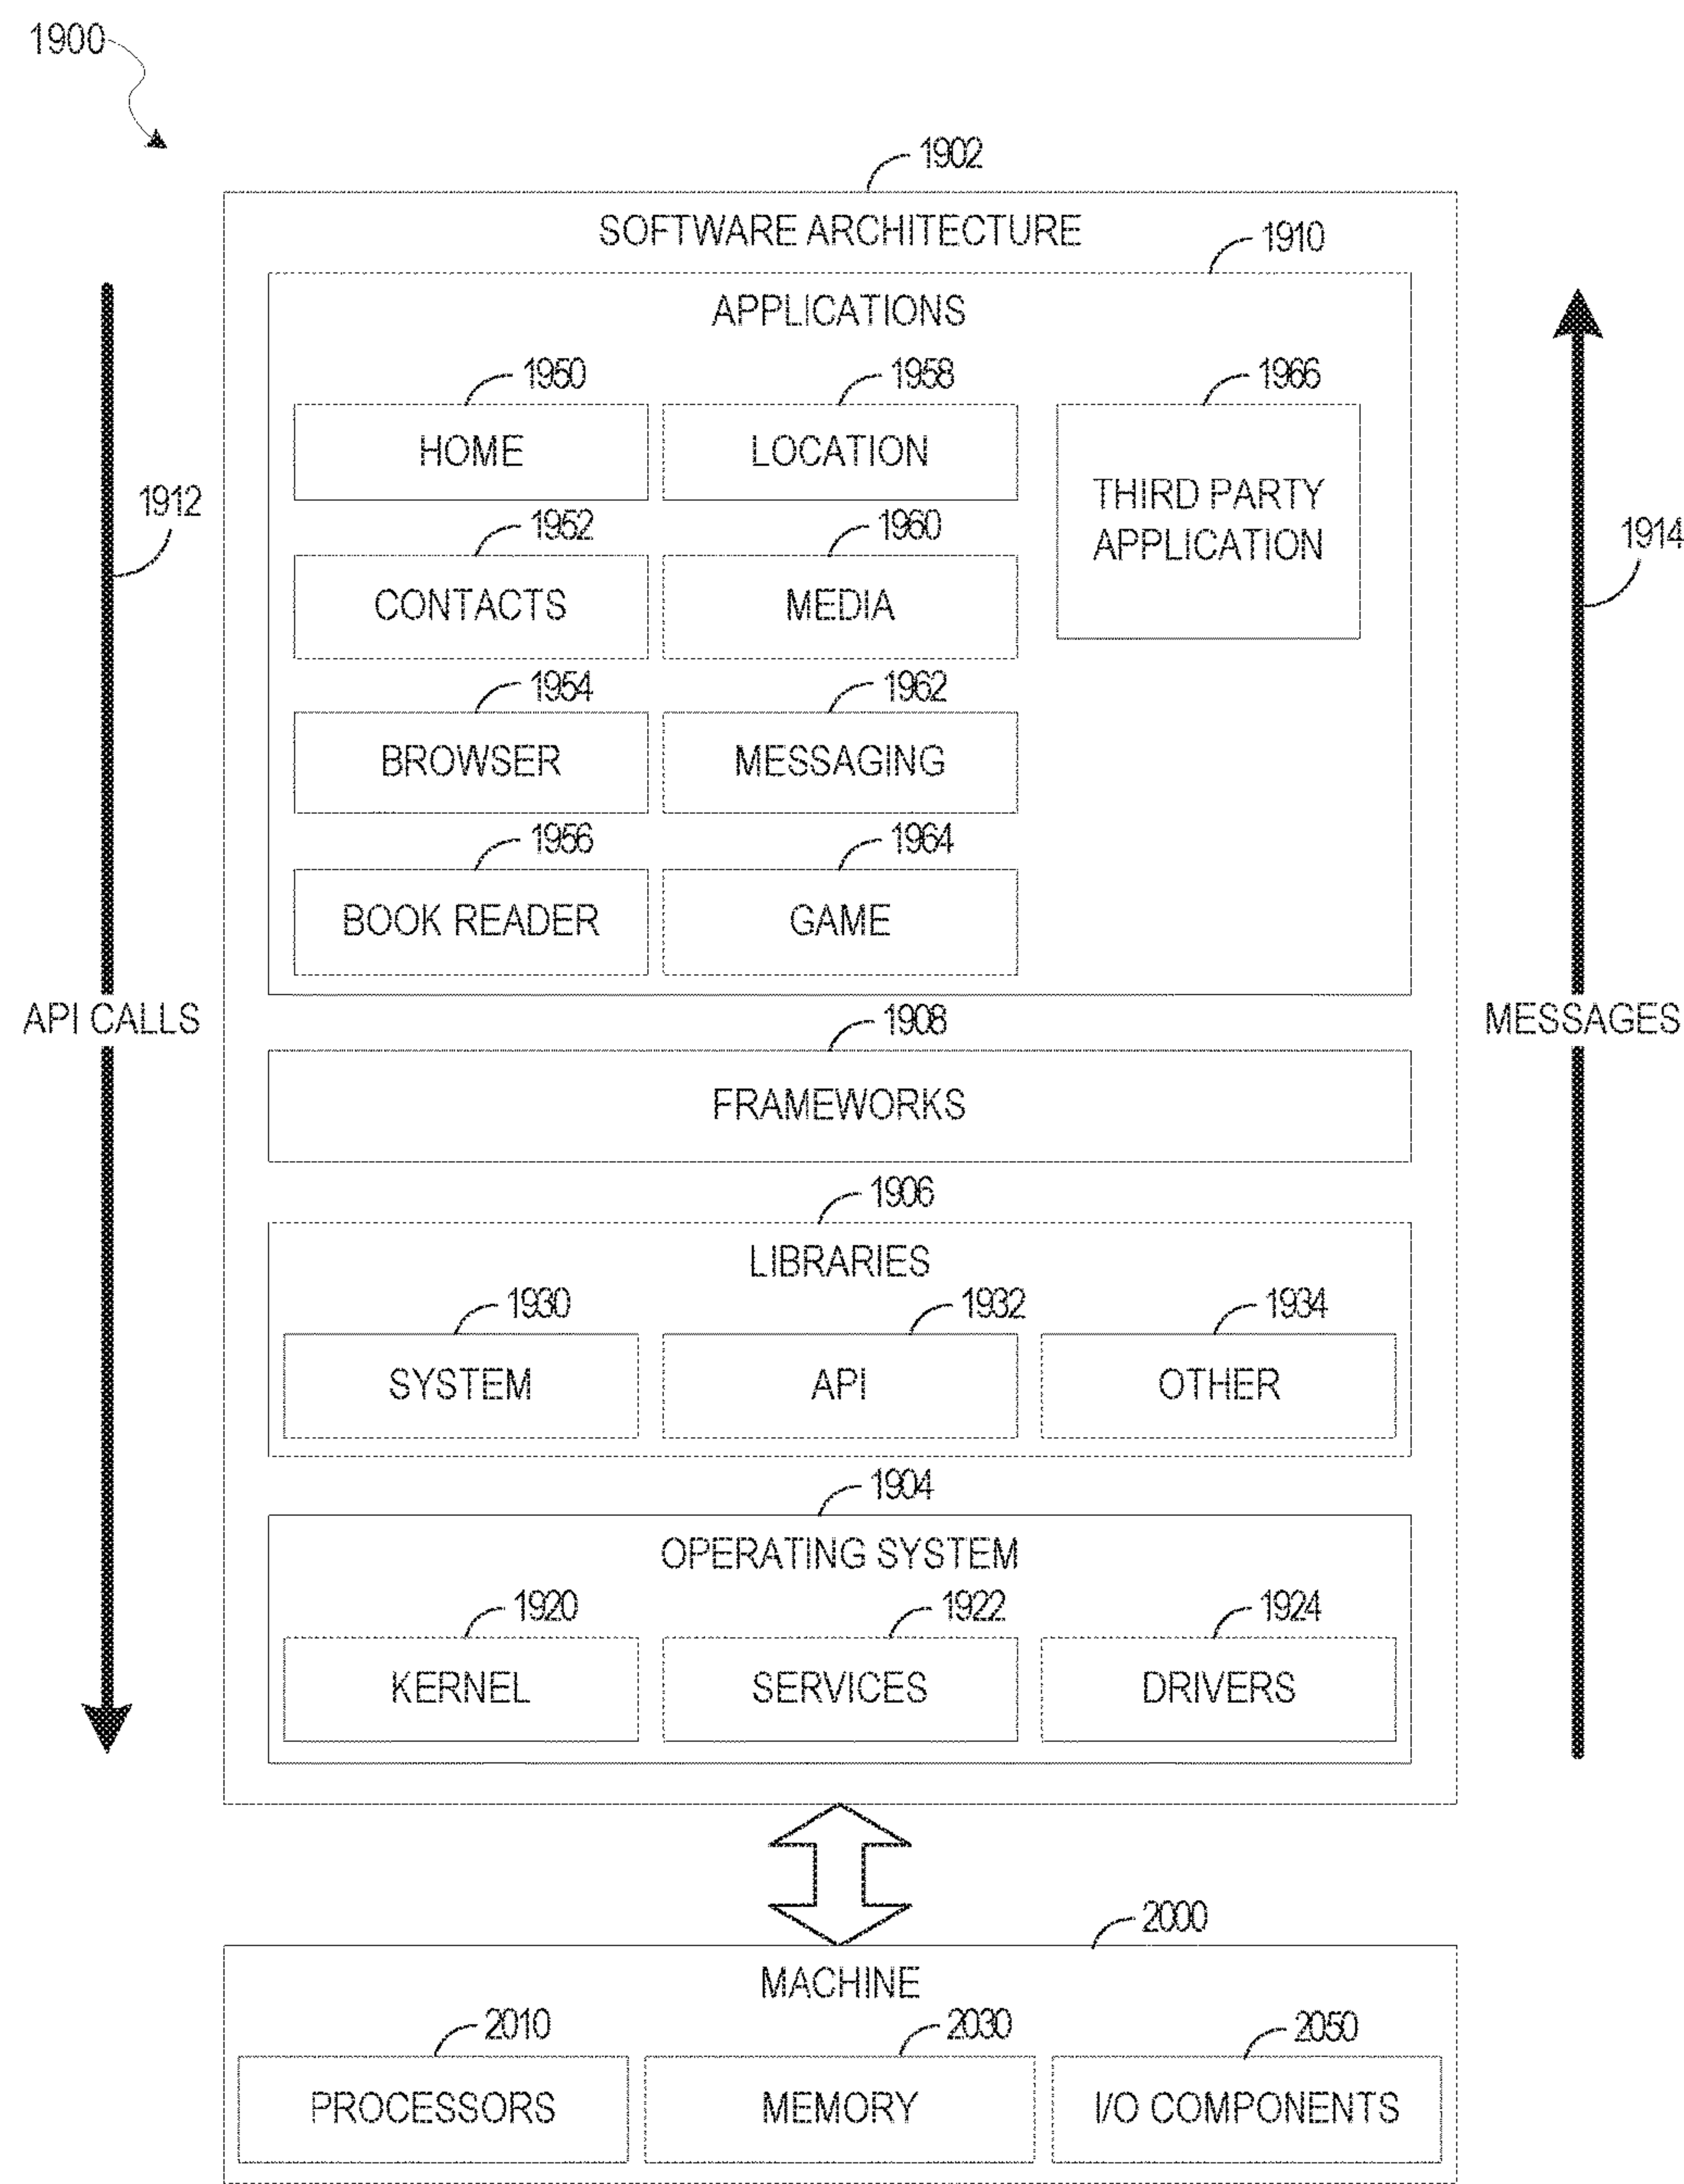 1900
1902
SOFTWARE ARCHITECTURE
1910
APPLICATIONS
1950
1958
1966
HOME
LOCATION
THIRD PARTY
APPLICATION
1912
1914
1952
1960
CONTACTS
MEDIA
1954
1962
BROWSER
MESSAGING
1956
1964
BOOK READER
GAME
API CALLS
MESSAGES
1908
FRAMEWORKS
1906
LIBRARIES
1930
1932
1934
SYSTEM
API
OTHER
1904
OPERATING SYSTEM
1920
1922
1924
KERNEL
SERVICES
DRIVERS
2000
MACHINE
2010
2030
2050
PROCESSORS
MEMORY
I/O COMPONENTS